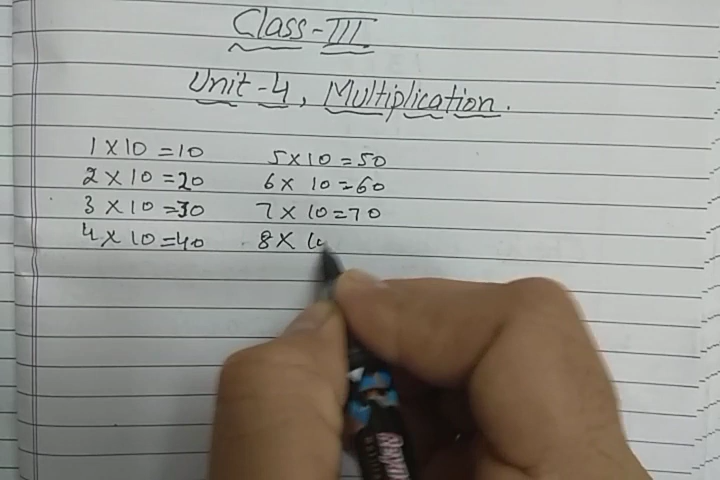 Class-III
Unit-4, Multiplication.
1 X 10 = 10
2 X 10 = 20
3 X 10 = 30
4 X 10 = 40
5 X 10 = 50
6 X 10 = 60
7 X 10 = 70
8 X 10